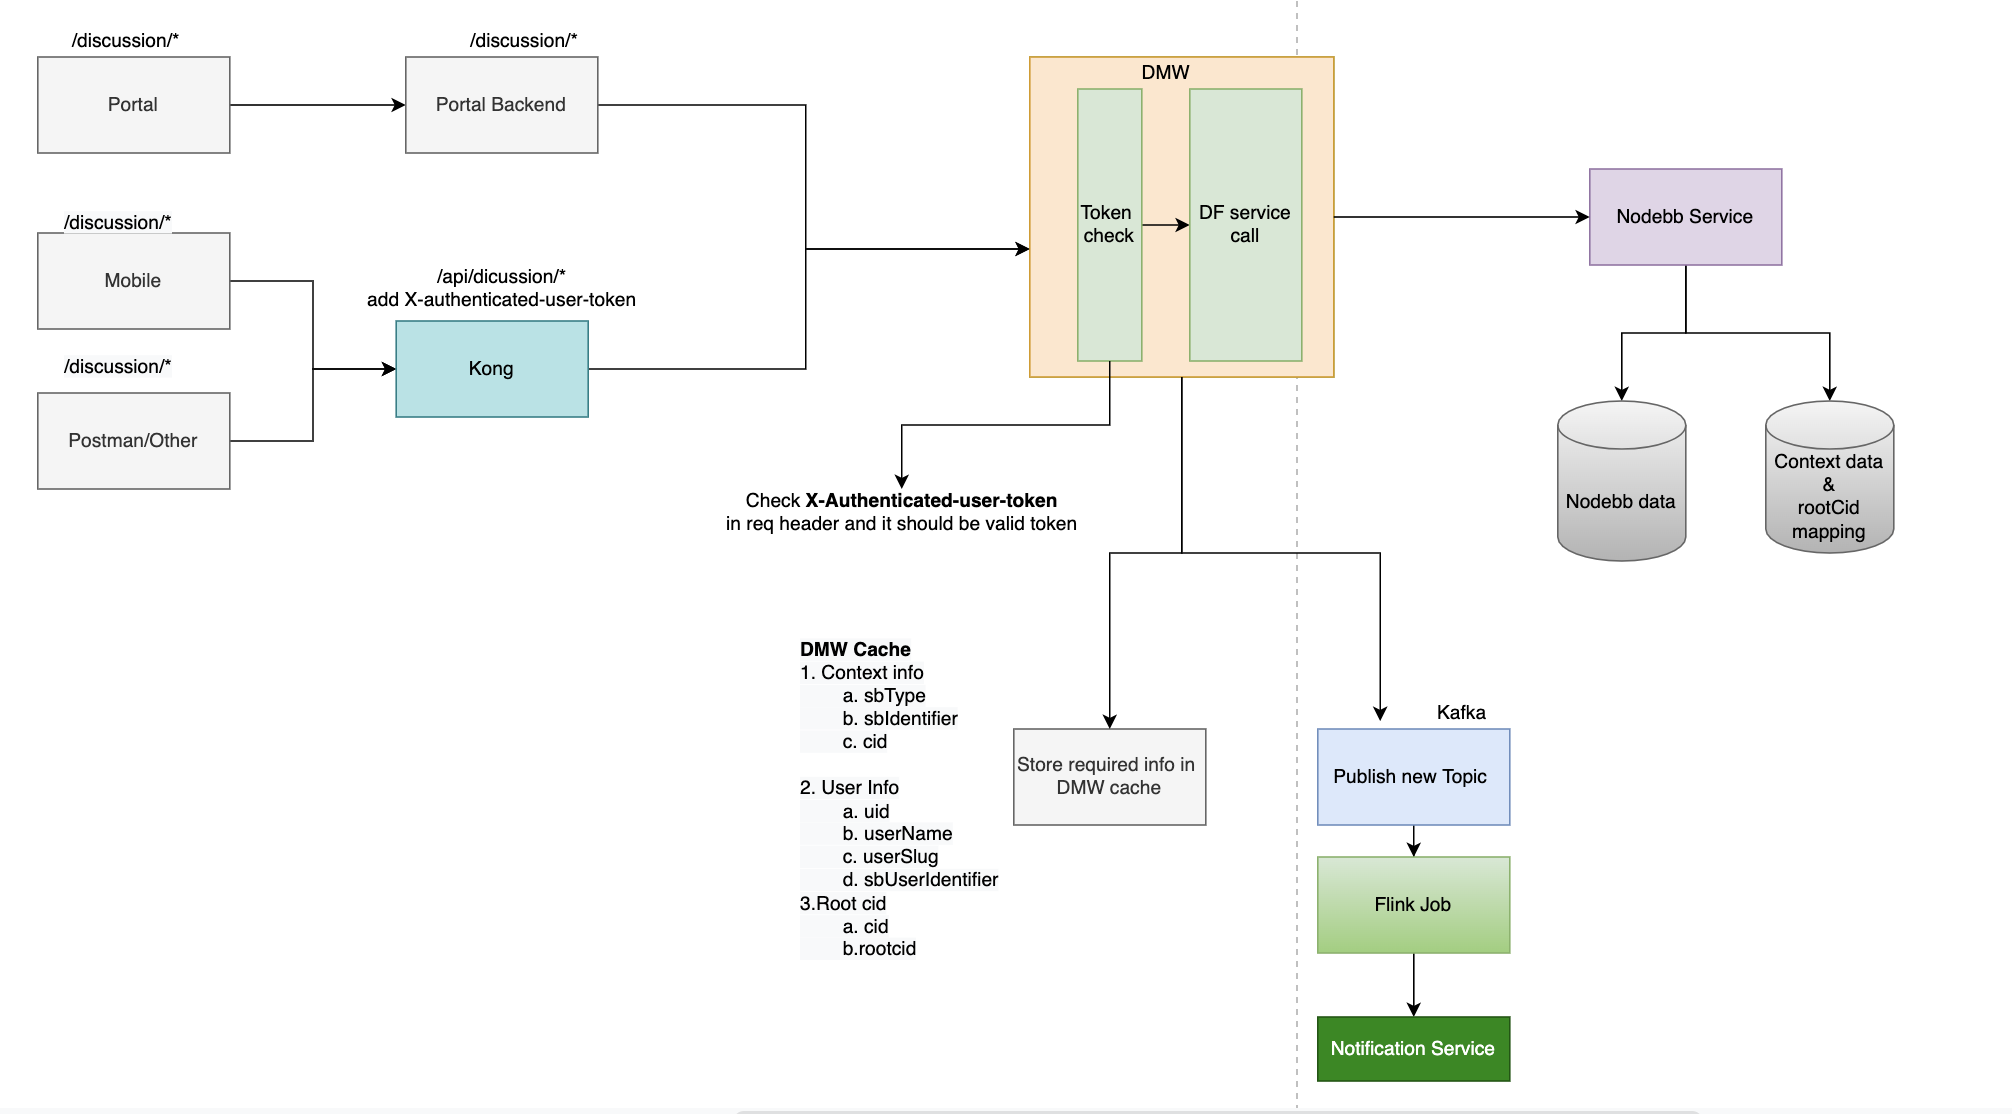 /discussion/*
Portal
/discussion/*
Portal Backend
/discussion/*
Mobile
/discussion/*
Postman/Other
/api/dicussion/*
add X-authenticated-user-token
Kong
DMW
Token
check
DF service
call
Nodebb Service
Nodebb data
Context data
&
rootCid
mapping
Check X-Authenticated-user-token
in req header and it should be valid token
DMW Cache
1. Context info
a. sbType
b. sbIdentifier
c. cid
2. User Info
a. uid
b. userName
c. userSlug
d. sbUserIdentifier
3.Root cid
a. cid
b.rootcid
Store required info in
DMW cache
Kafka
Publish new Topic
Flink Job
Notification Service